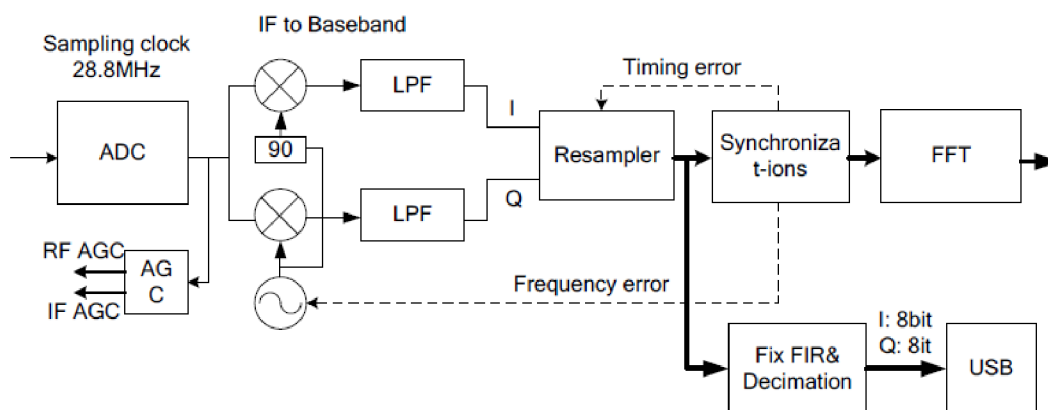 IF to Baseband
Sampling clock
28.8MHz
ADC
90
LPF
LPF
I
Q
Resampler
Timing error
Synchroniza
t-ions
FFT
RF AGC
IF AGC
AG
C
Frequency error
Fix FIR&
Decimation
I: 8bit
Q: 8it
USB